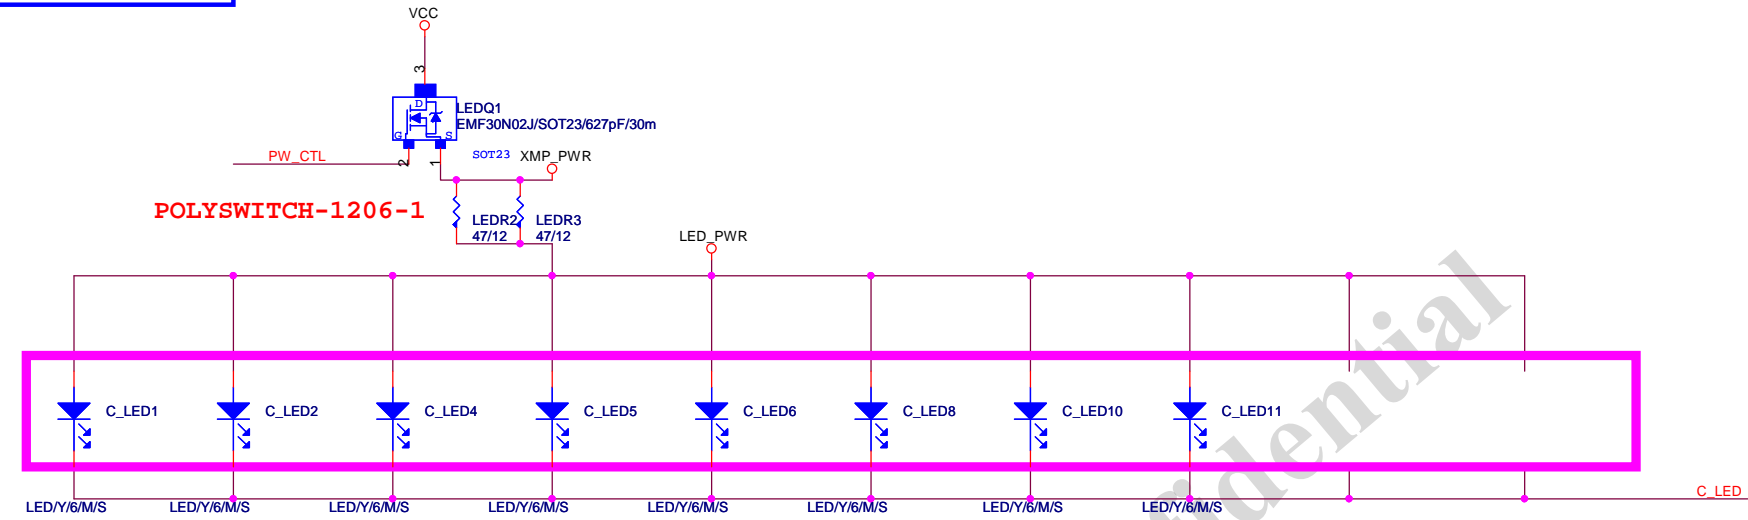 VCC
3
D
LEDQ1
EMF30N02J/SOT23/627pF/30m
G
S
PW_CTL
2
1
SOT23
XMP_PWR
POLYSWITCH-1206-1
LEDR2
47/12
LEDR3
47/12
LED_PWR
C_LED1
C_LED2
C_LED4
C_LED5
C_LED6
C_LED8
C_LED10
C_LED11
C_LED
LED/Y/6/M/S
LED/Y/6/M/S
LED/Y/6/M/S
LED/Y/6/M/S
LED/Y/6/M/S
LED/Y/6/M/S
LED/Y/6/M/S
LED/Y/6/M/S
fidential